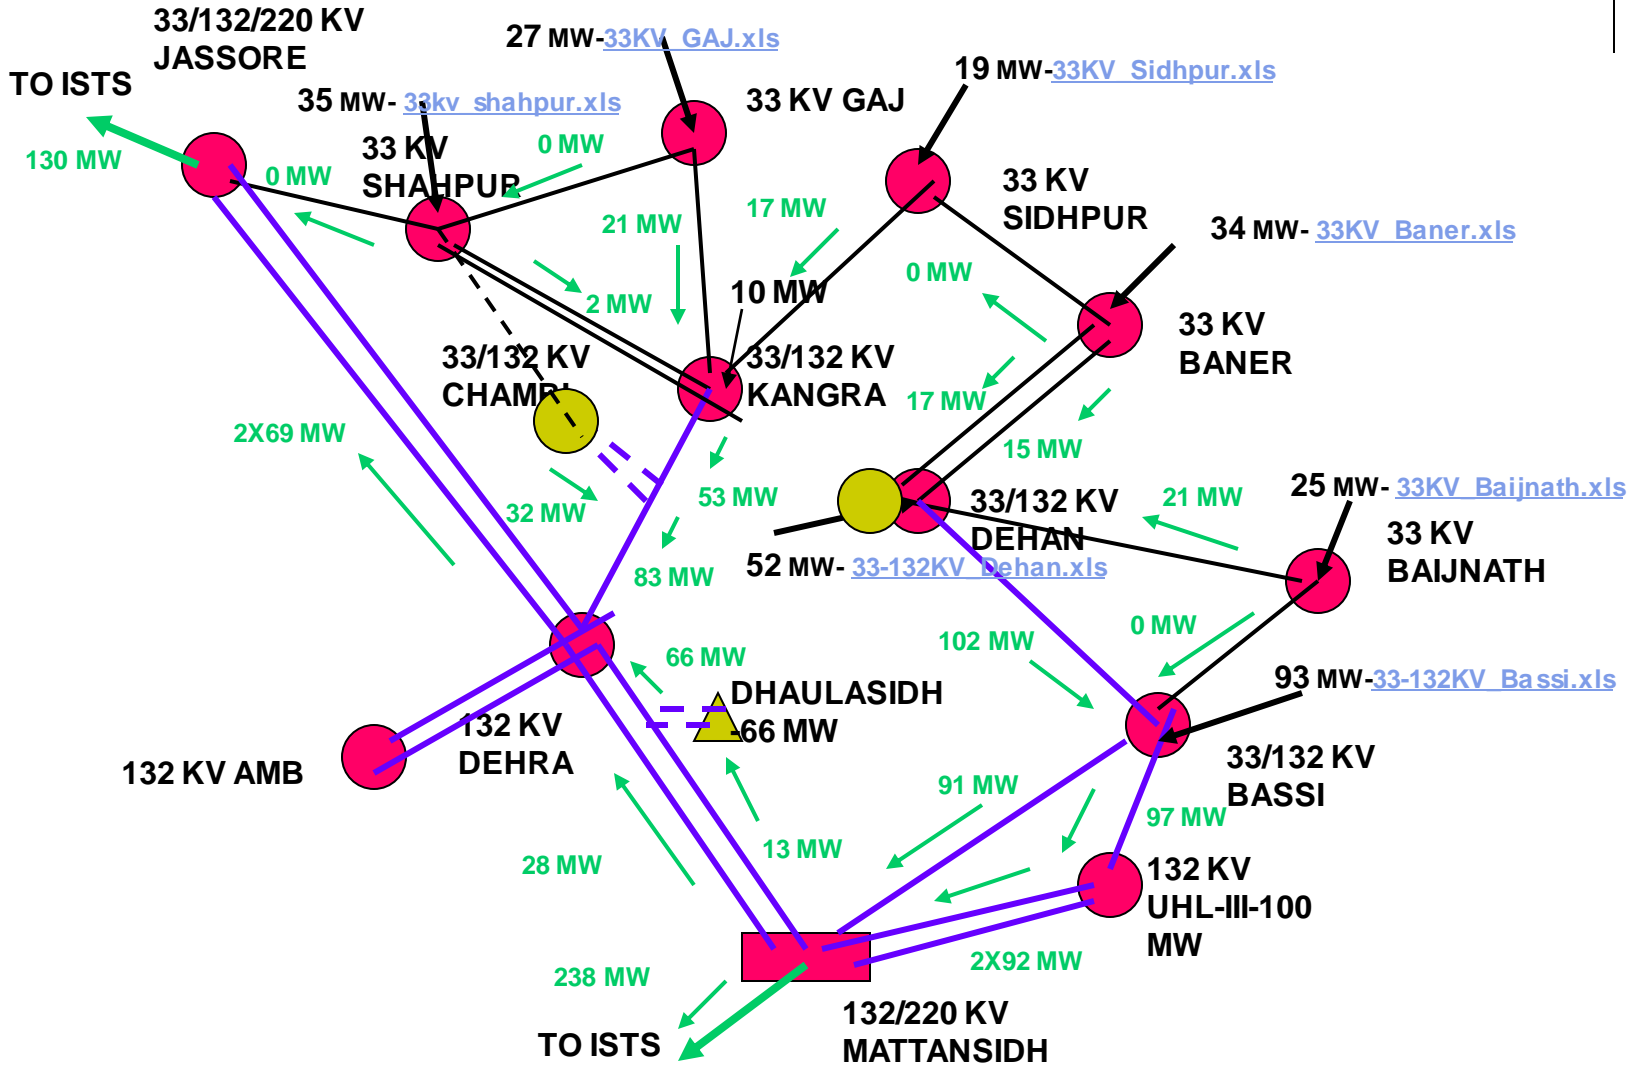 33/132/220 KV
JASSORE
TO ISTS
130 MW
27 MW-33KV_GAJ.xls
35 MW- 33kv_shahpur.xls
33 KV GAJ
19 MW-33KV_Sidhpur.xls
33 KV
SHAHPUR
0 MW
0 MW
21 MW
17 MW
33 KV
SIDHPUR
34 MW- 33KV_Baner.xls
0 MW
2 MW
10 MW
33 KV
BANER
33/132 KV
CHAMBI
33/132 KV
KANGRA
17 MW
15 MW
2X69 MW
32 MW
53 MW
83 MW
33/132 KV
DEHAN
21 MW
25 MW- 33KV_Baijnath.xls
33 KV
BAIJNATH
52 MW- 33-132KV_Dehan.xls
102 MW
0 MW
66 MW
93 MW-33-132KV_Bassi.xls
DHAULASIDH
-66 MW
132 KV
DEHRA
132 KV AMB
33/132 KV
BASSI
91 MW
97 MW
13 MW
28 MW
132 KV
UHL-III-100
MW
2X92 MW
238 MW
TO ISTS
132/220 KV
MATTANSIDH